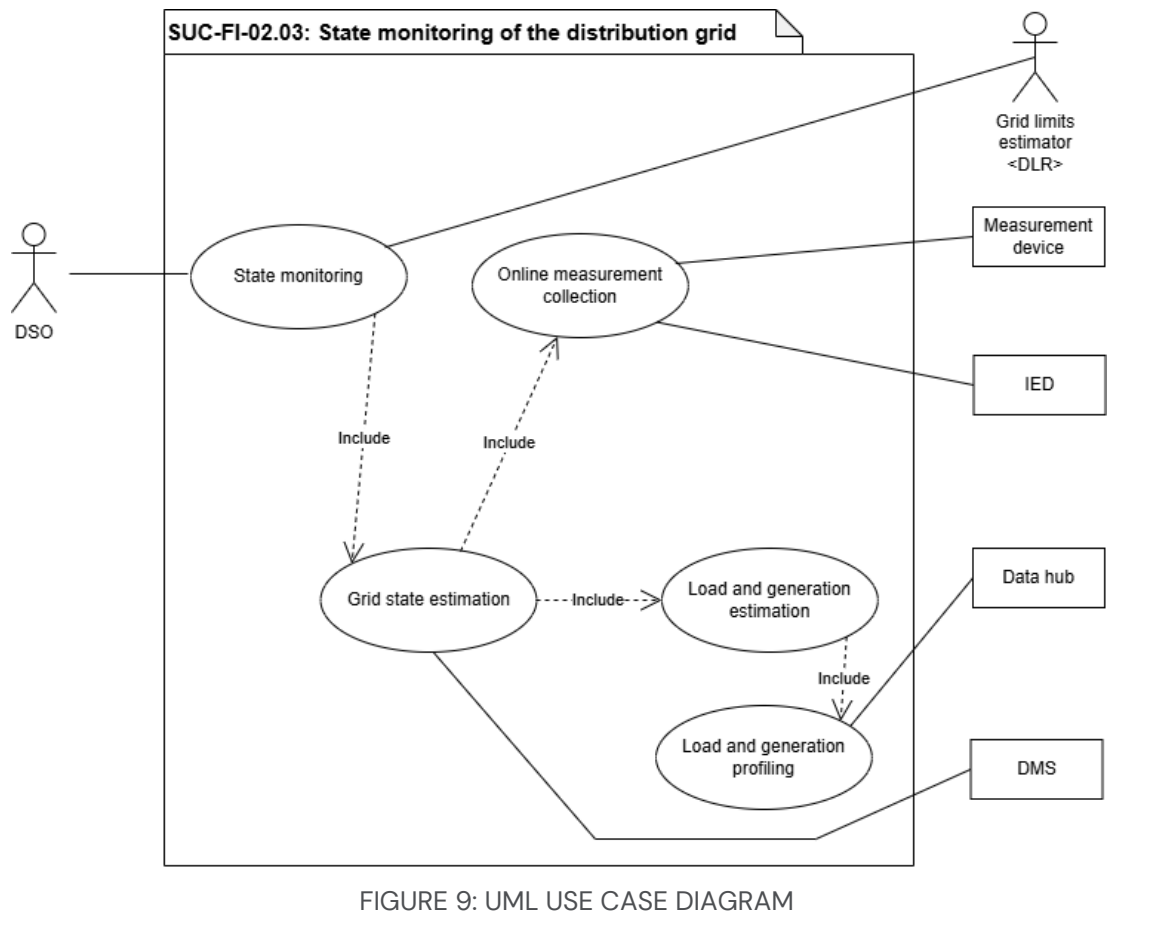 SUC-FI-02.03: State monitoring of the distribution grid
Grid limits
estimator
<DLR>
Measurement
device
DSO
State monitoring
Online measurement
collection
IED
Include
Include
Grid state estimation
Include
Load and generation
estimation
Data hub
Include
Load and generation
profiling
DMS
FIGURE 9: UML USE CASE DIAGRAM